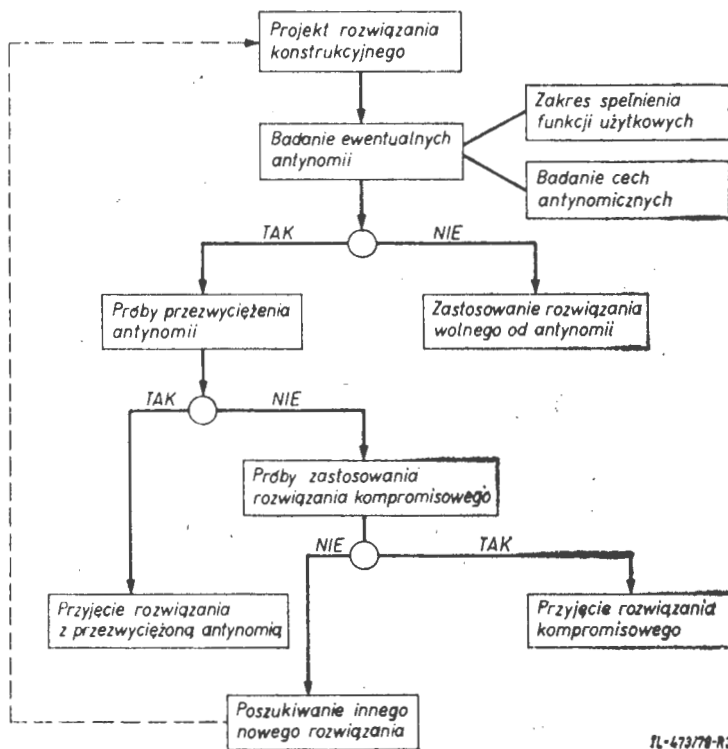 Projekt rozwiązania
konstrukcyjnego
Zakres spełnienia
funkcji użytkowych
Badanie ewentualnych
antynomii
Badanie cech
antynomicznych
TAK
NIE
Próby przezwyciężenia
antynomii
Zastosowanie rozwiązania
wolnego od antynomii
TAK
NIE
Próby zastosowania
rozwiązania kompromisowego
NIE
TAK
Przyjęcie rozwiązania
z przezwyciężoną antynomią
Przyjęcie rozwiązania
kompromisowego
Poszukiwanie innego
nowego rozwiązania